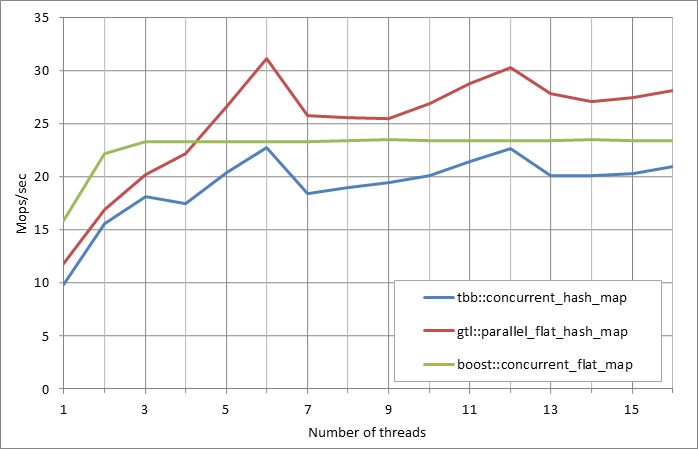 35
30
25
20
15
10
5
0
Mops/sec
tbb::concurrent_hash_map
gtl::parallel_flat_hash_map
boost::concurrent_flat_map
1 3 5 7 9 11 13 15
Number of threads